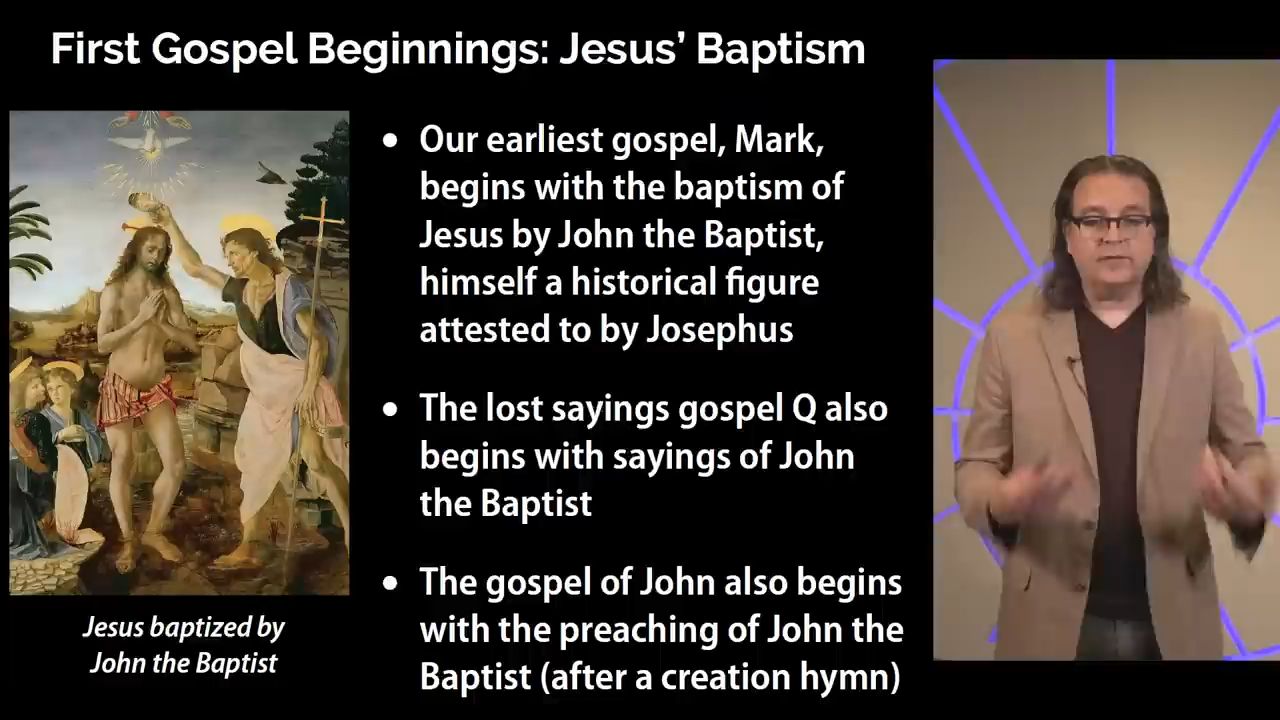 First Gospel Beginnings: Jesus’ Baptism
• Our earliest gospel, Mark,
begins with the baptism of
Jesus by John the Baptist,
himself a historical figure
attested to by Josephus
• The lost sayings gospel Q also
begins with sayings of John
the Baptist
• The gospel of John also begins
with the preaching of John the
Baptist (after a creation hymn)
Jesus baptized by
John the Baptist